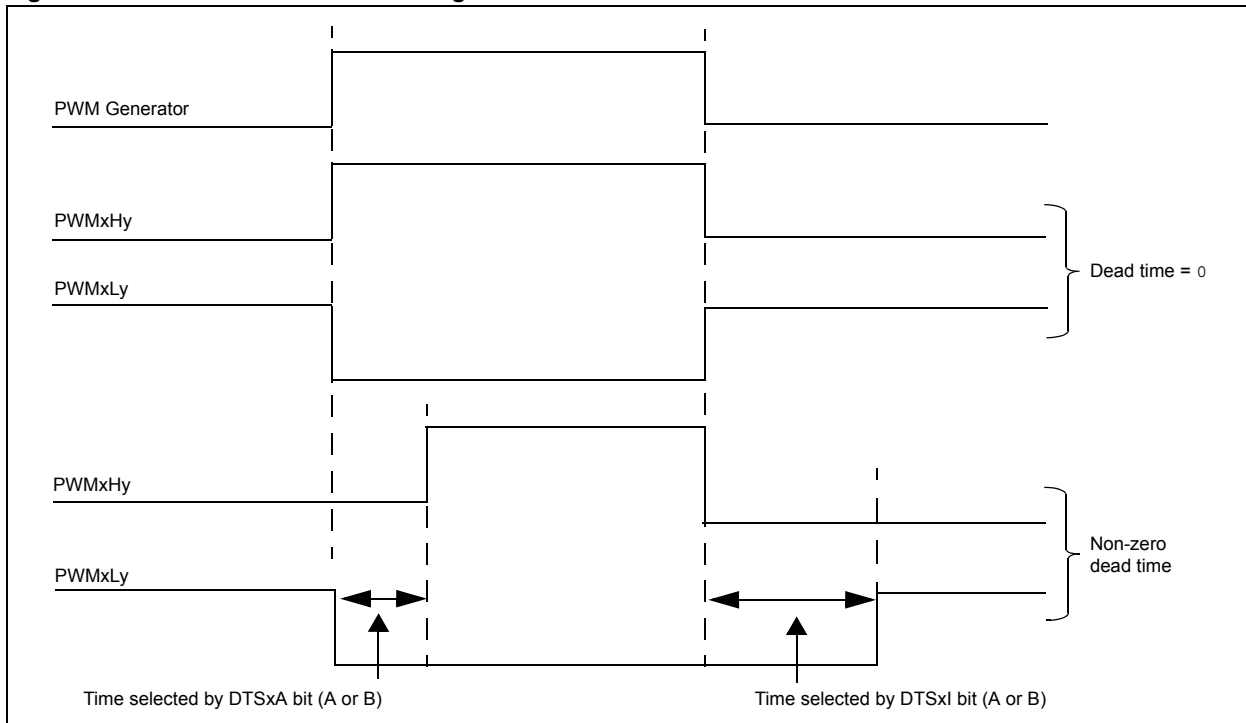 PWM Generator
PWMxHy
PWMxLy
Dead time = 0
PWMxHy
PWMxLy
Non-zero
dead time
Time selected by DTSxA bit (A or B)
Time selected by DTSxI bit (A or B)